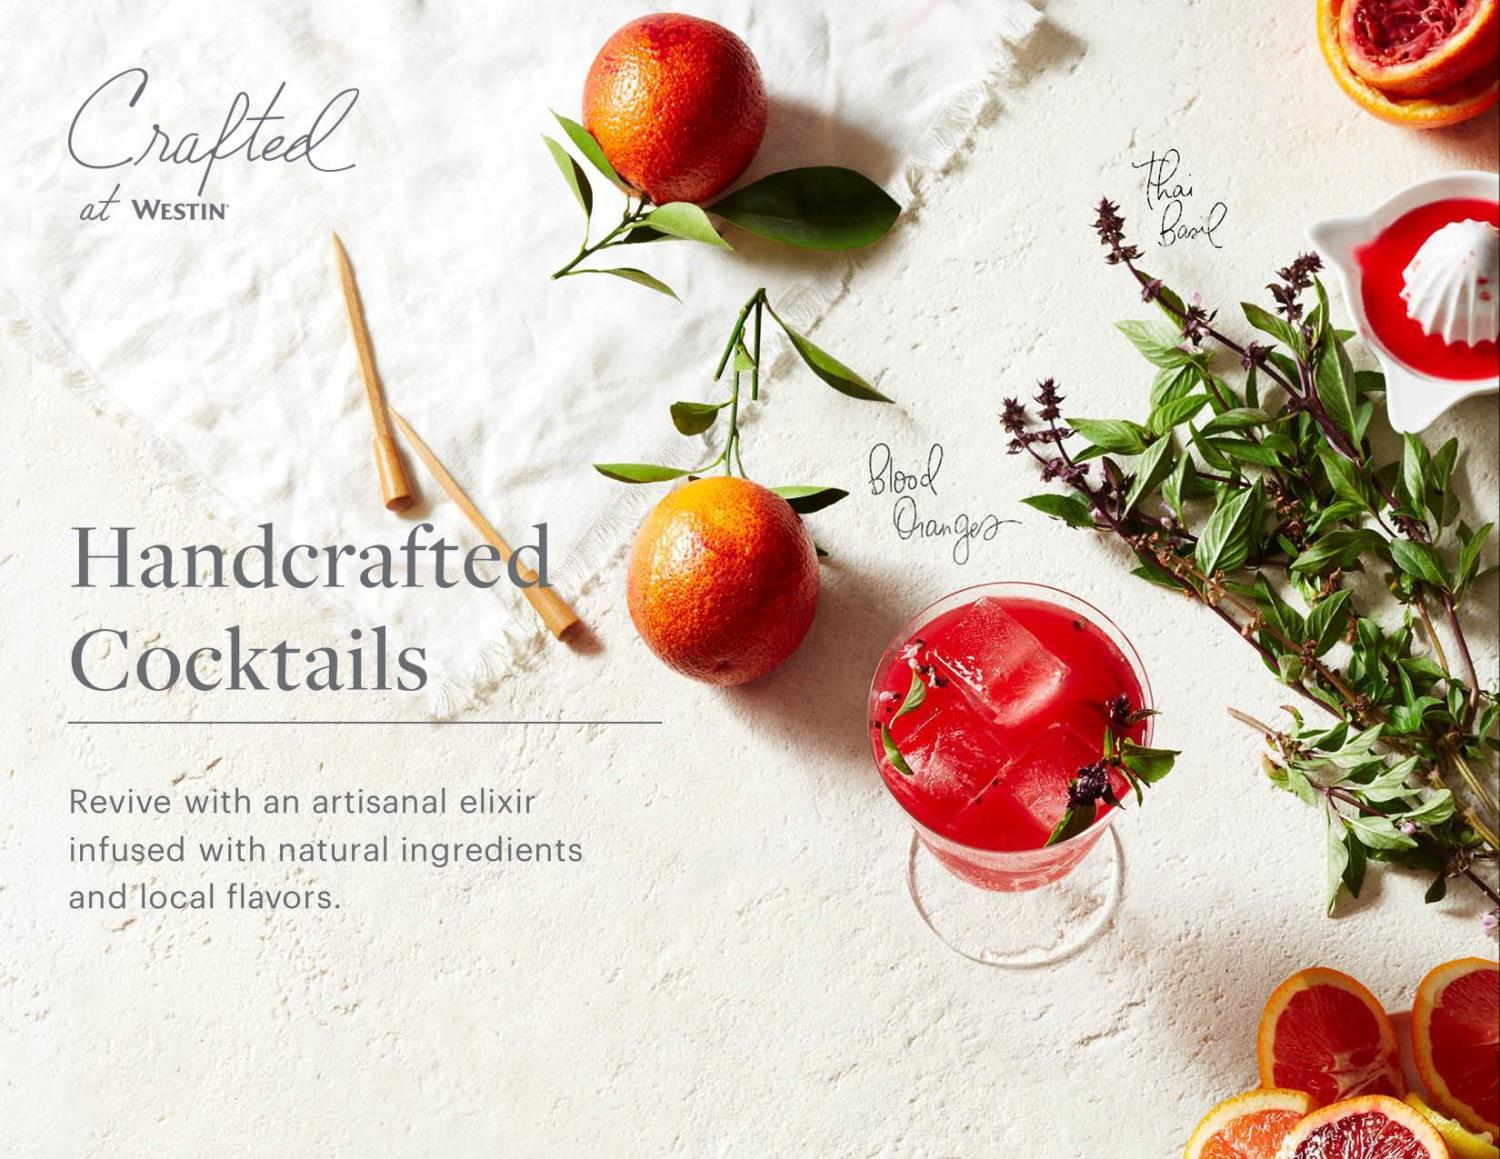 Crafted
at WESTIN®
Thai
Basil
Blood
Oranges
Handcrafted
Cocktails
Revive with an artisanal elixir
infused with natural ingredients
and local flavors.